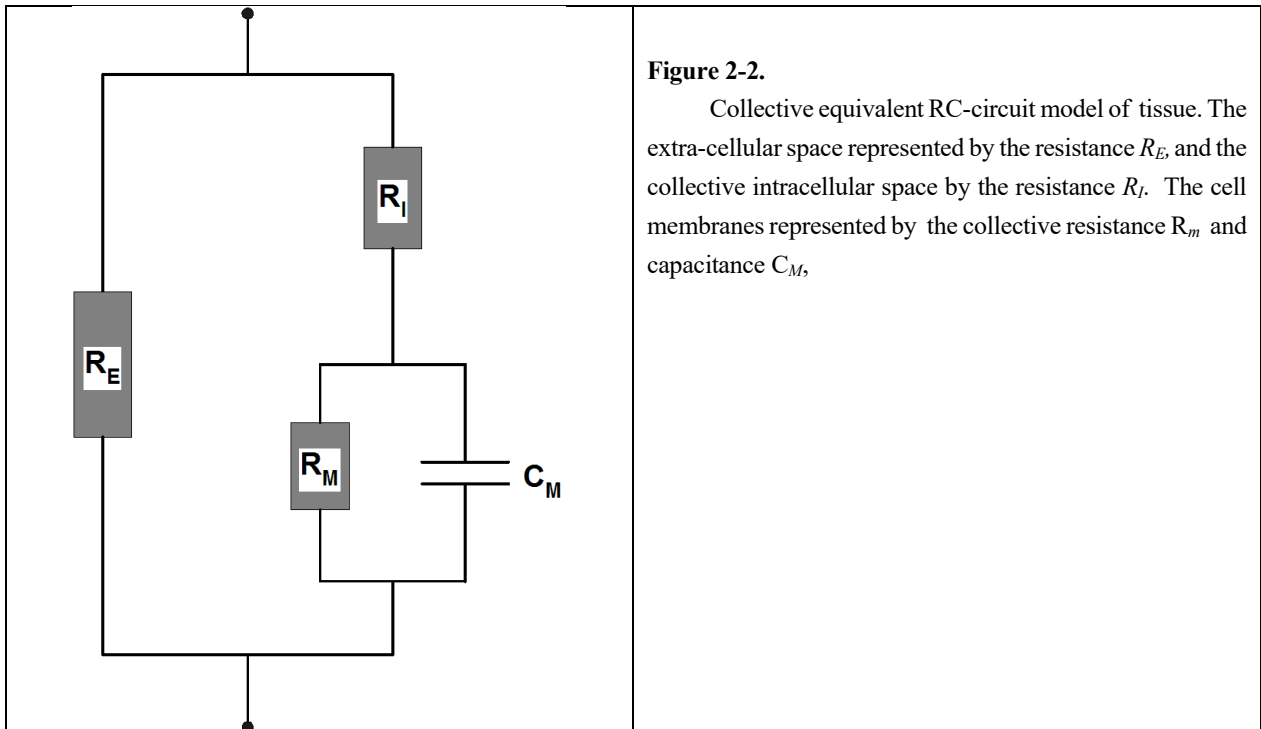 R_I
R_E
R_M
C_M
Figure 2-2.
Collective equivalent RC-circuit model of tissue. The
extra-cellular space represented by the resistance R_E, and the
collective intracellular space by the resistance R_I. The cell
membranes represented by the collective resistance R_m and
capacitance C_M,